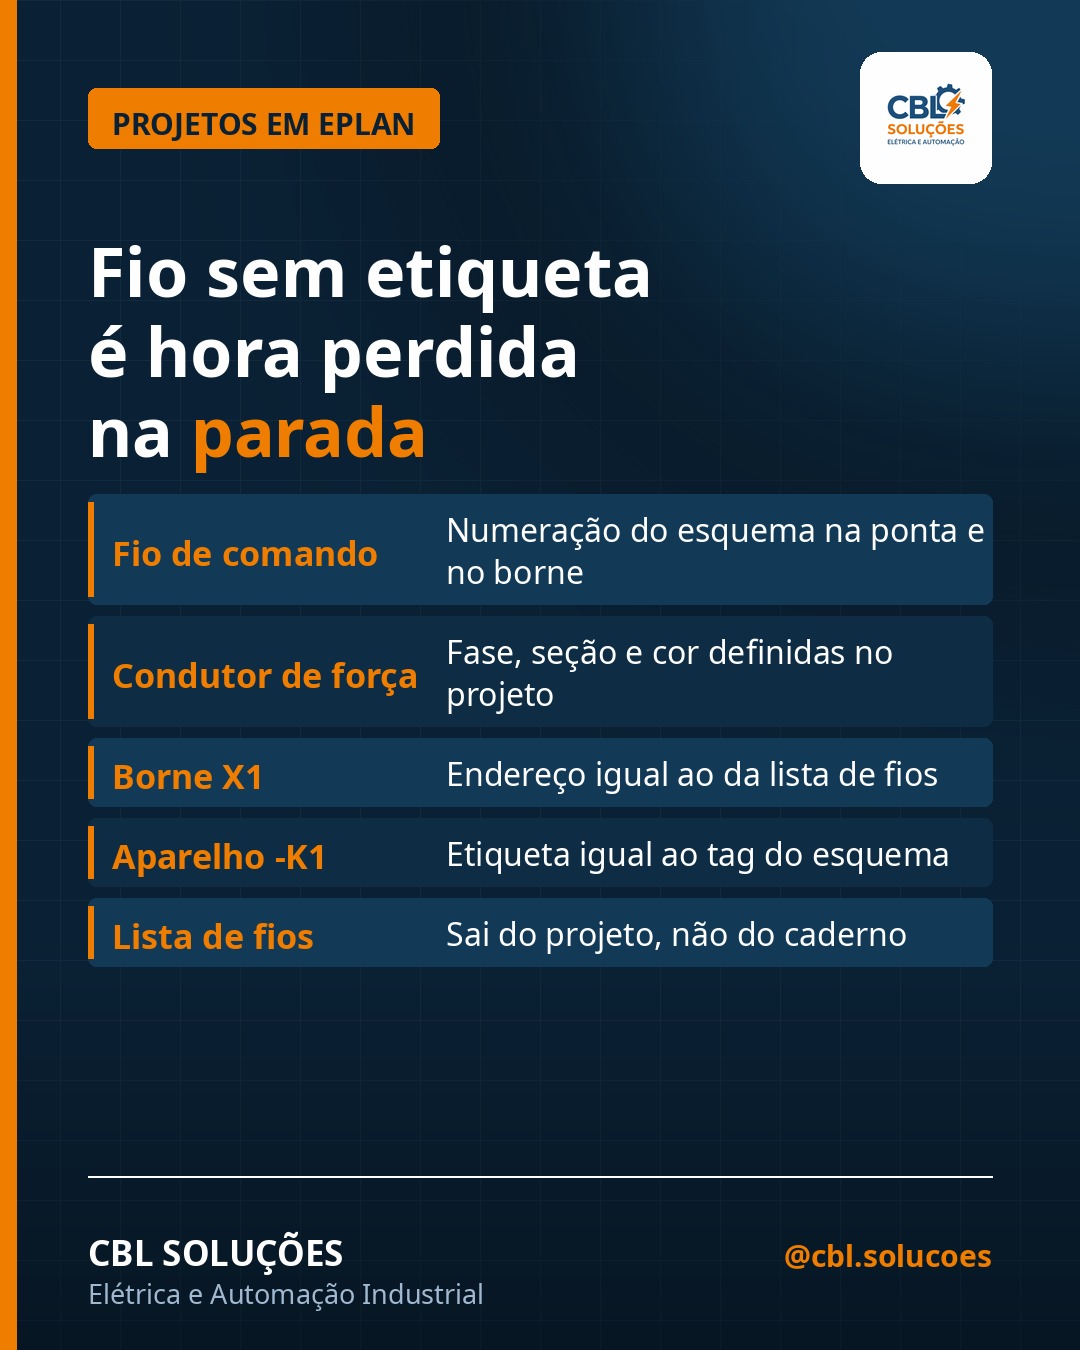 PROJETOS EM EPLAN
CBL
SOLUÇÕES
ELÉTRICA E AUTOMAÇÃO
Fio sem etiqueta
é hora perdida
na parada
Fio de comando
Numeração do esquema na ponta e
no borne
Condutor de força
Fase, seção e cor definidas no
projeto
Borne X1
Endereço igual ao da lista de fios
Aparelho -K1
Etiqueta igual ao tag do esquema
Lista de fios
Sai do projeto, não do caderno
CBL SOLUÇÕES
@cbl.solucoes
Elétrica e Automação Industrial